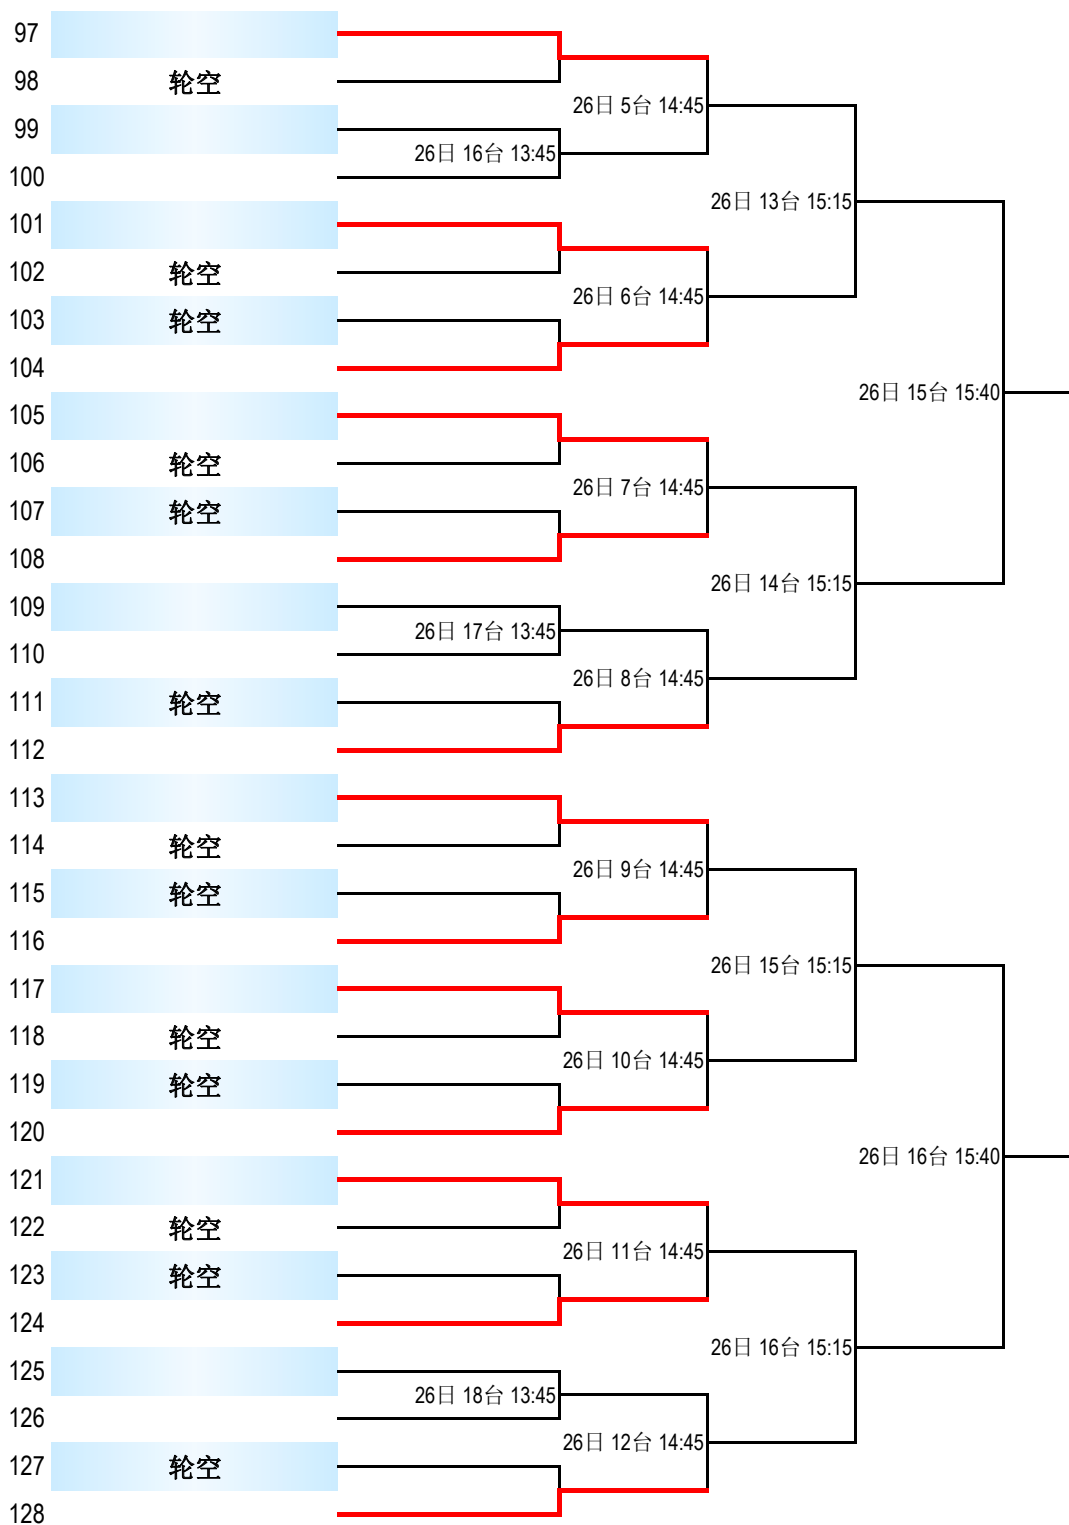 97
98 轮空
26日 5台 14:45
99
26日 16台 13:45
100
26日 13台 15:15
101
102 轮空
26日 6台 14:45
103 轮空
104
26日 15台 15:40
105
106 轮空
26日 7台 14:45
107 轮空
108
26日 14台 15:15
109
26日 17台 13:45
110
26日 8台 14:45
111 轮空
112
113
114 轮空
26日 9台 14:45
115 轮空
116
26日 15台 15:15
117
118 轮空
26日 10台 14:45
119 轮空
120
26日 16台 15:40
121
122 轮空
26日 11台 14:45
123 轮空
124
26日 16台 15:15
125
26日 18台 13:45
126
26日 12台 14:45
127 轮空
128